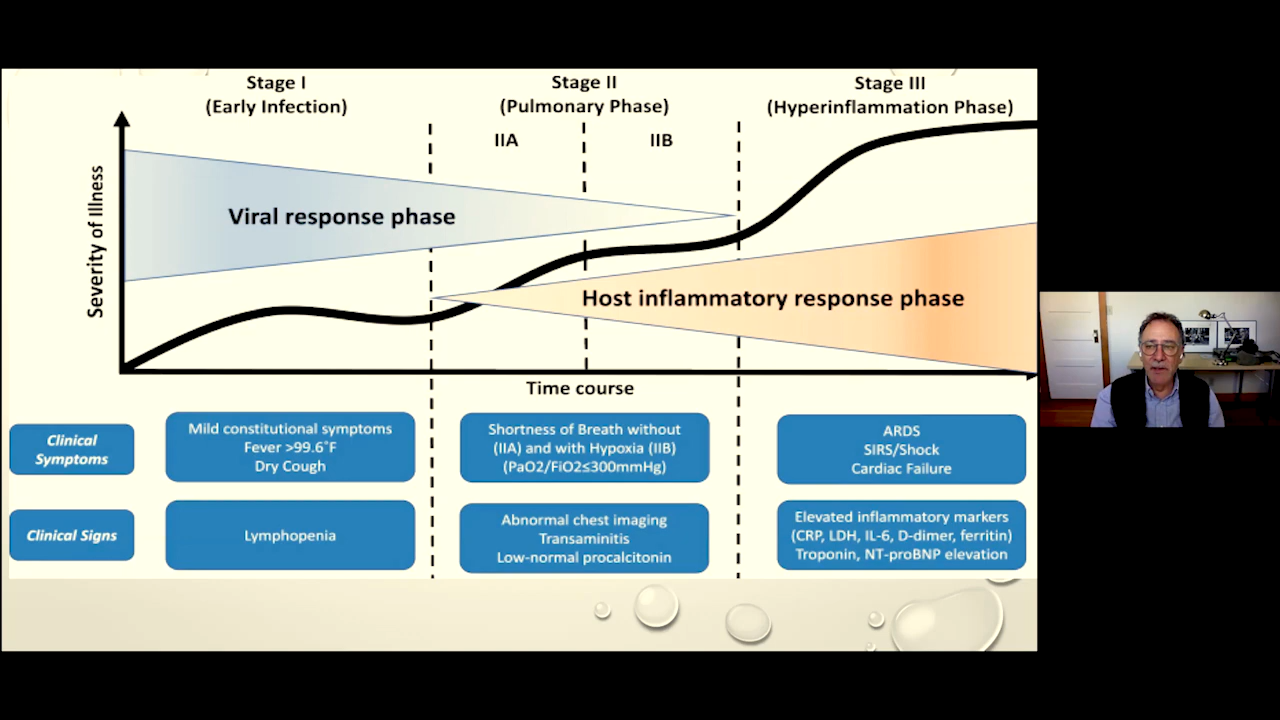 Stage I
(Early Infection)
Stage II
(Pulmonary Phase)
Stage III
(Hyperinflammation Phase)
IIA
IIB
Severity of Illness
Viral response phase
Host inflammatory response phase
Time course
Clinical
Symptoms
Mild constitutional symptoms
Fever >99.6°F
Dry Cough
Shortness of Breath without
(IIA) and with Hypoxia (IIB)
(PaO2/FiO2≤300mmHg)
ARDS
SIRS/Shock
Cardiac Failure
Clinical Signs
Lymphopenia
Abnormal chest imaging
Transaminitis
Low-normal procalcitonin
Elevated inflammatory markers
(CRP, LDH, IL-6, D-dimer, ferritin)
Troponin, NT-proBNP elevation